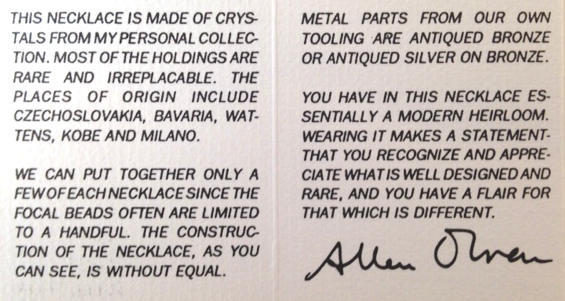 THIS NECKLACE IS MADE OF CRYS-
TALS FROM MY PERSONAL COLLEC-
TION. MOST OF THE HOLDINGS ARE
RARE AND IRREPLACABLE. THE
PLACES OF ORIGIN INCLUDE
CZECHOSLOVAKIA, BAVARIA, WAT-
TENS, KOBE AND MILANO.
WE CAN PUT TOGETHER ONLY A
FEW OF EACH NECKLACE SINCE THE
FOCAL BEADS OFTEN ARE LIMITED
TO A HANDFUL. THE CONSTRUC-
TION OF THE NECKLACE, AS YOU
CAN SEE, IS WITHOUT EQUAL.
METAL PARTS FROM OUR OWN
TOOLING ARE ANTIQUED BRONZE
OR ANTIQUED SILVER ON BRONZE.
YOU HAVE IN THIS NECKLACE ES-
SENTIALLY A MODERN HEIRLOOM.
WEARING IT MAKES A STATEMENT-
THAT YOU RECOGNIZE AND APPRE-
CIATE WHAT IS WELL DESIGNED AND
RARE, AND YOU HAVE A FLAIR FOR
THAT WHICH IS DIFFERENT.
Allen